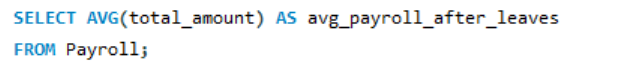 SELECT AVG(total_amount) AS avg_payroll_after_leaves
FROM Payroll;